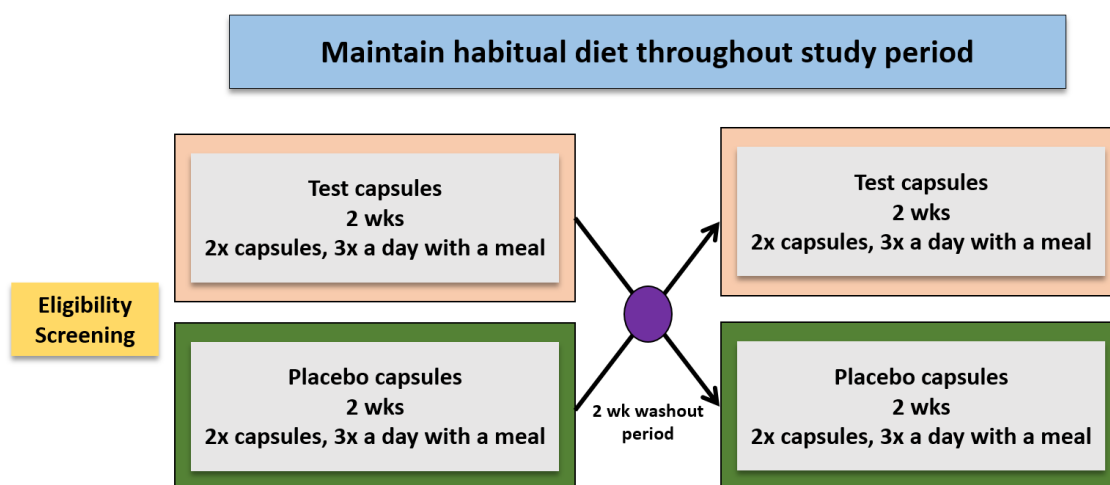 Maintain habitual diet throughout study period
Test capsules
2 wks
2x capsules, 3x a day with a meal
Test capsules
2 wks
2x capsules, 3x a day with a meal
Eligibility
Screening
Placebo capsules
2 wks
2x capsules, 3x a day with a meal
2 wk washout
period
Placebo capsules
2 wks
2x capsules, 3x a day with a meal